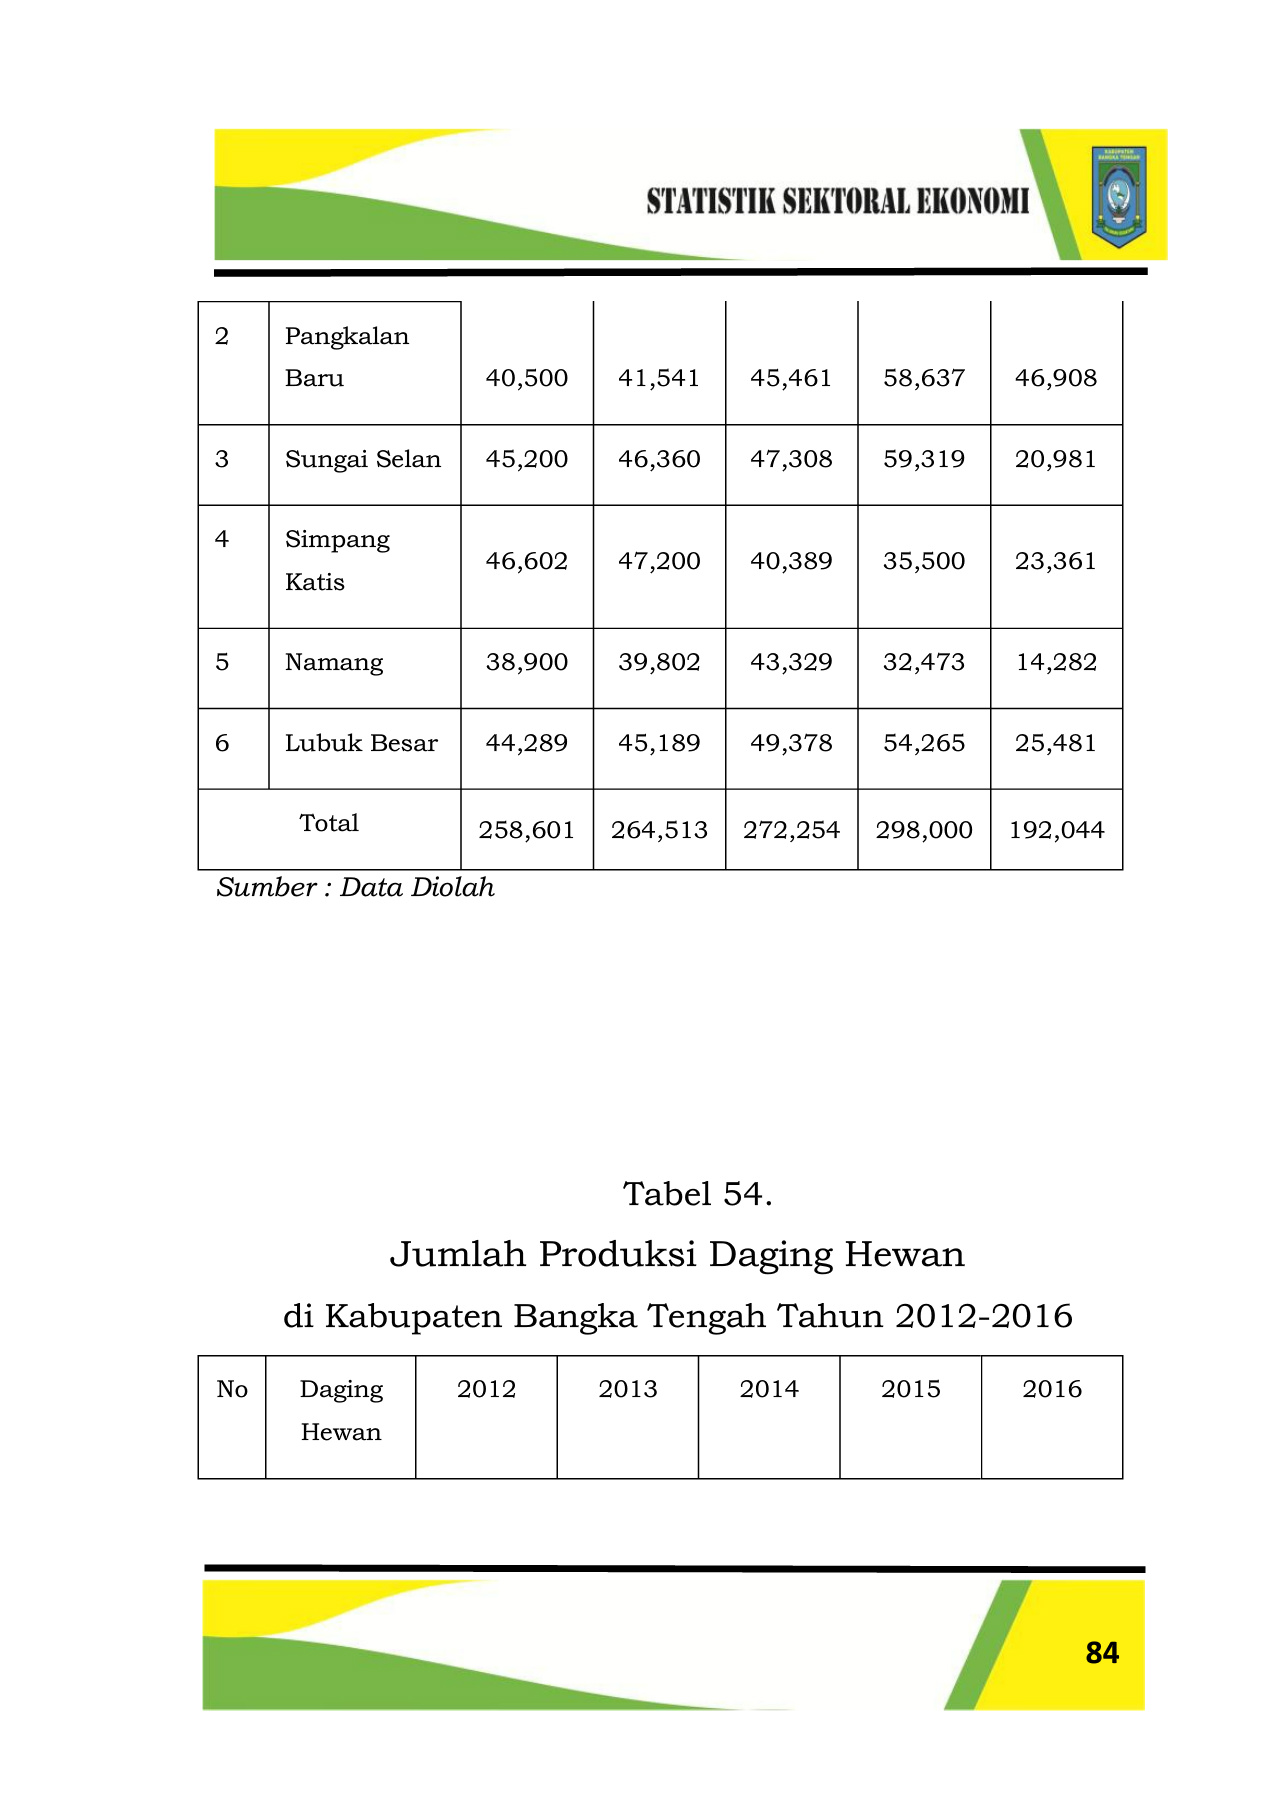 KABUPATEN
BANGKA TENGAH
STATISTIK SEKTORAL EKONOMI
2 Pangkalan
Baru 40,500 41,541 45,461 58,637 46,908
3 Sungai Selan 45,200 46,360 47,308 59,319 20,981
4 Simpang
Katis 46,602 47,200 40,389 35,500 23,361
5 Namang 38,900 39,802 43,329 32,473 14,282
6 Lubuk Besar 44,289 45,189 49,378 54,265 25,481
Total 258,601 264,513 272,254 298,000 192,044
Sumber : Data Diolah
Tabel 54.
Jumlah Produksi Daging Hewan
di Kabupaten Bangka Tengah Tahun 2012-2016
No Daging 2012 2013 2014 2015 2016
Hewan
84